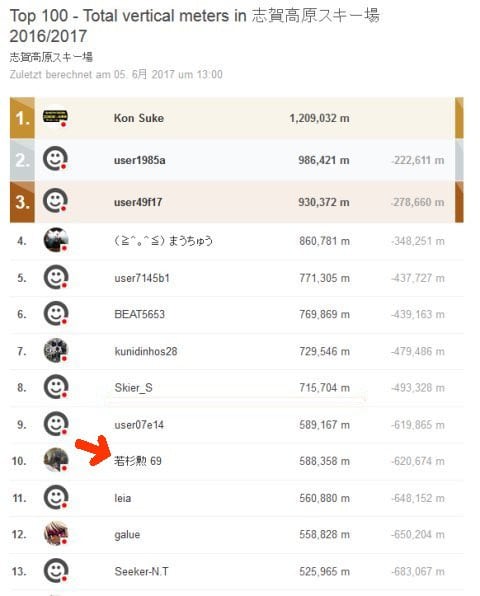 Top 100 - Total vertical meters in 志賀高原スキー場
2016/2017
志賀高原スキー場
Zuletzt berechnet am 05. 6月 2017 um 13:00
1. Kon Suke 1,209,032 m
2. user1985a 986,421 m -222,611 m
3. user49f17 930,372 m -278,660 m
4. (≧^｡^≦) まうちゅう 860,781 m -348,251 m
5. user7145b1 771,305 m -437,727 m
6. BEAT5653 769,869 m -439,163 m
7. kunidinhos28 729,546 m -479,486 m
8. Skier_S 715,704 m -493,328 m
9. user07e14 589,167 m -619,865 m
10. 若杉勲 69 588,358 m -620,674 m
11. leia 560,880 m -648,152 m
12. galue 558,828 m -650,204 m
13. Seeker-N.T 525,965 m -683,067 m